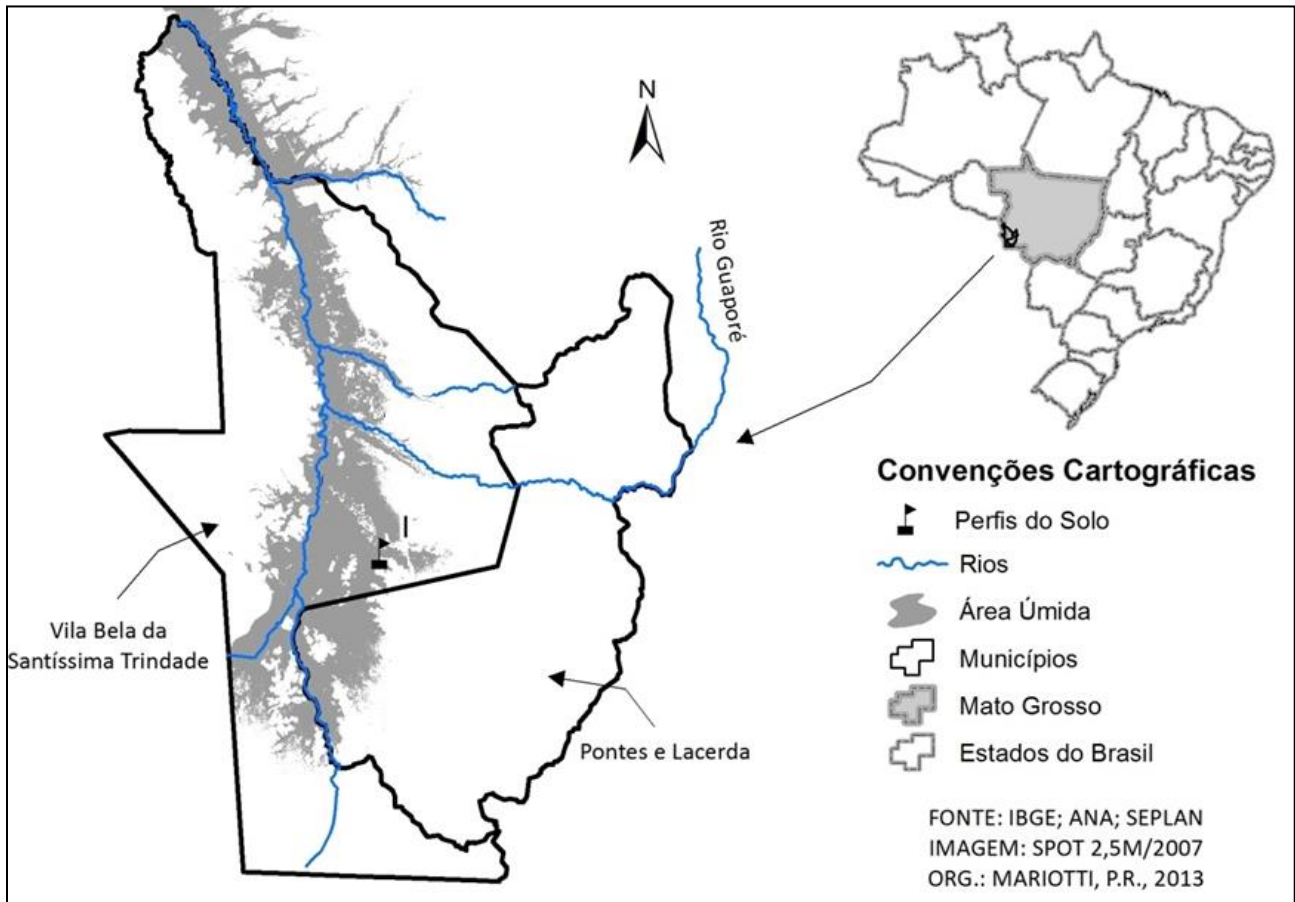 N
Rio Guaporé
I
Vila Bela da
Santíssima Trindade
Pontes e Lacerda
Convenções Cartográficas
Perfis do Solo
Rios
Área Úmida
Municípios
Mato Grosso
Estados do Brasil
FONTE: IBGE; ANA; SEPLAN
IMAGEM: SPOT 2,5M/2007
ORG.: MARIOTTI, P.R., 2013